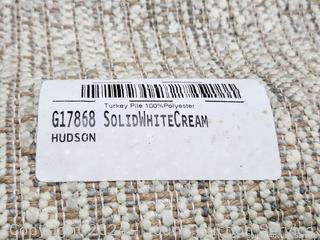 Turkey Pile 100%Polyester
G17868 SolidWhiteCream
HUDSON